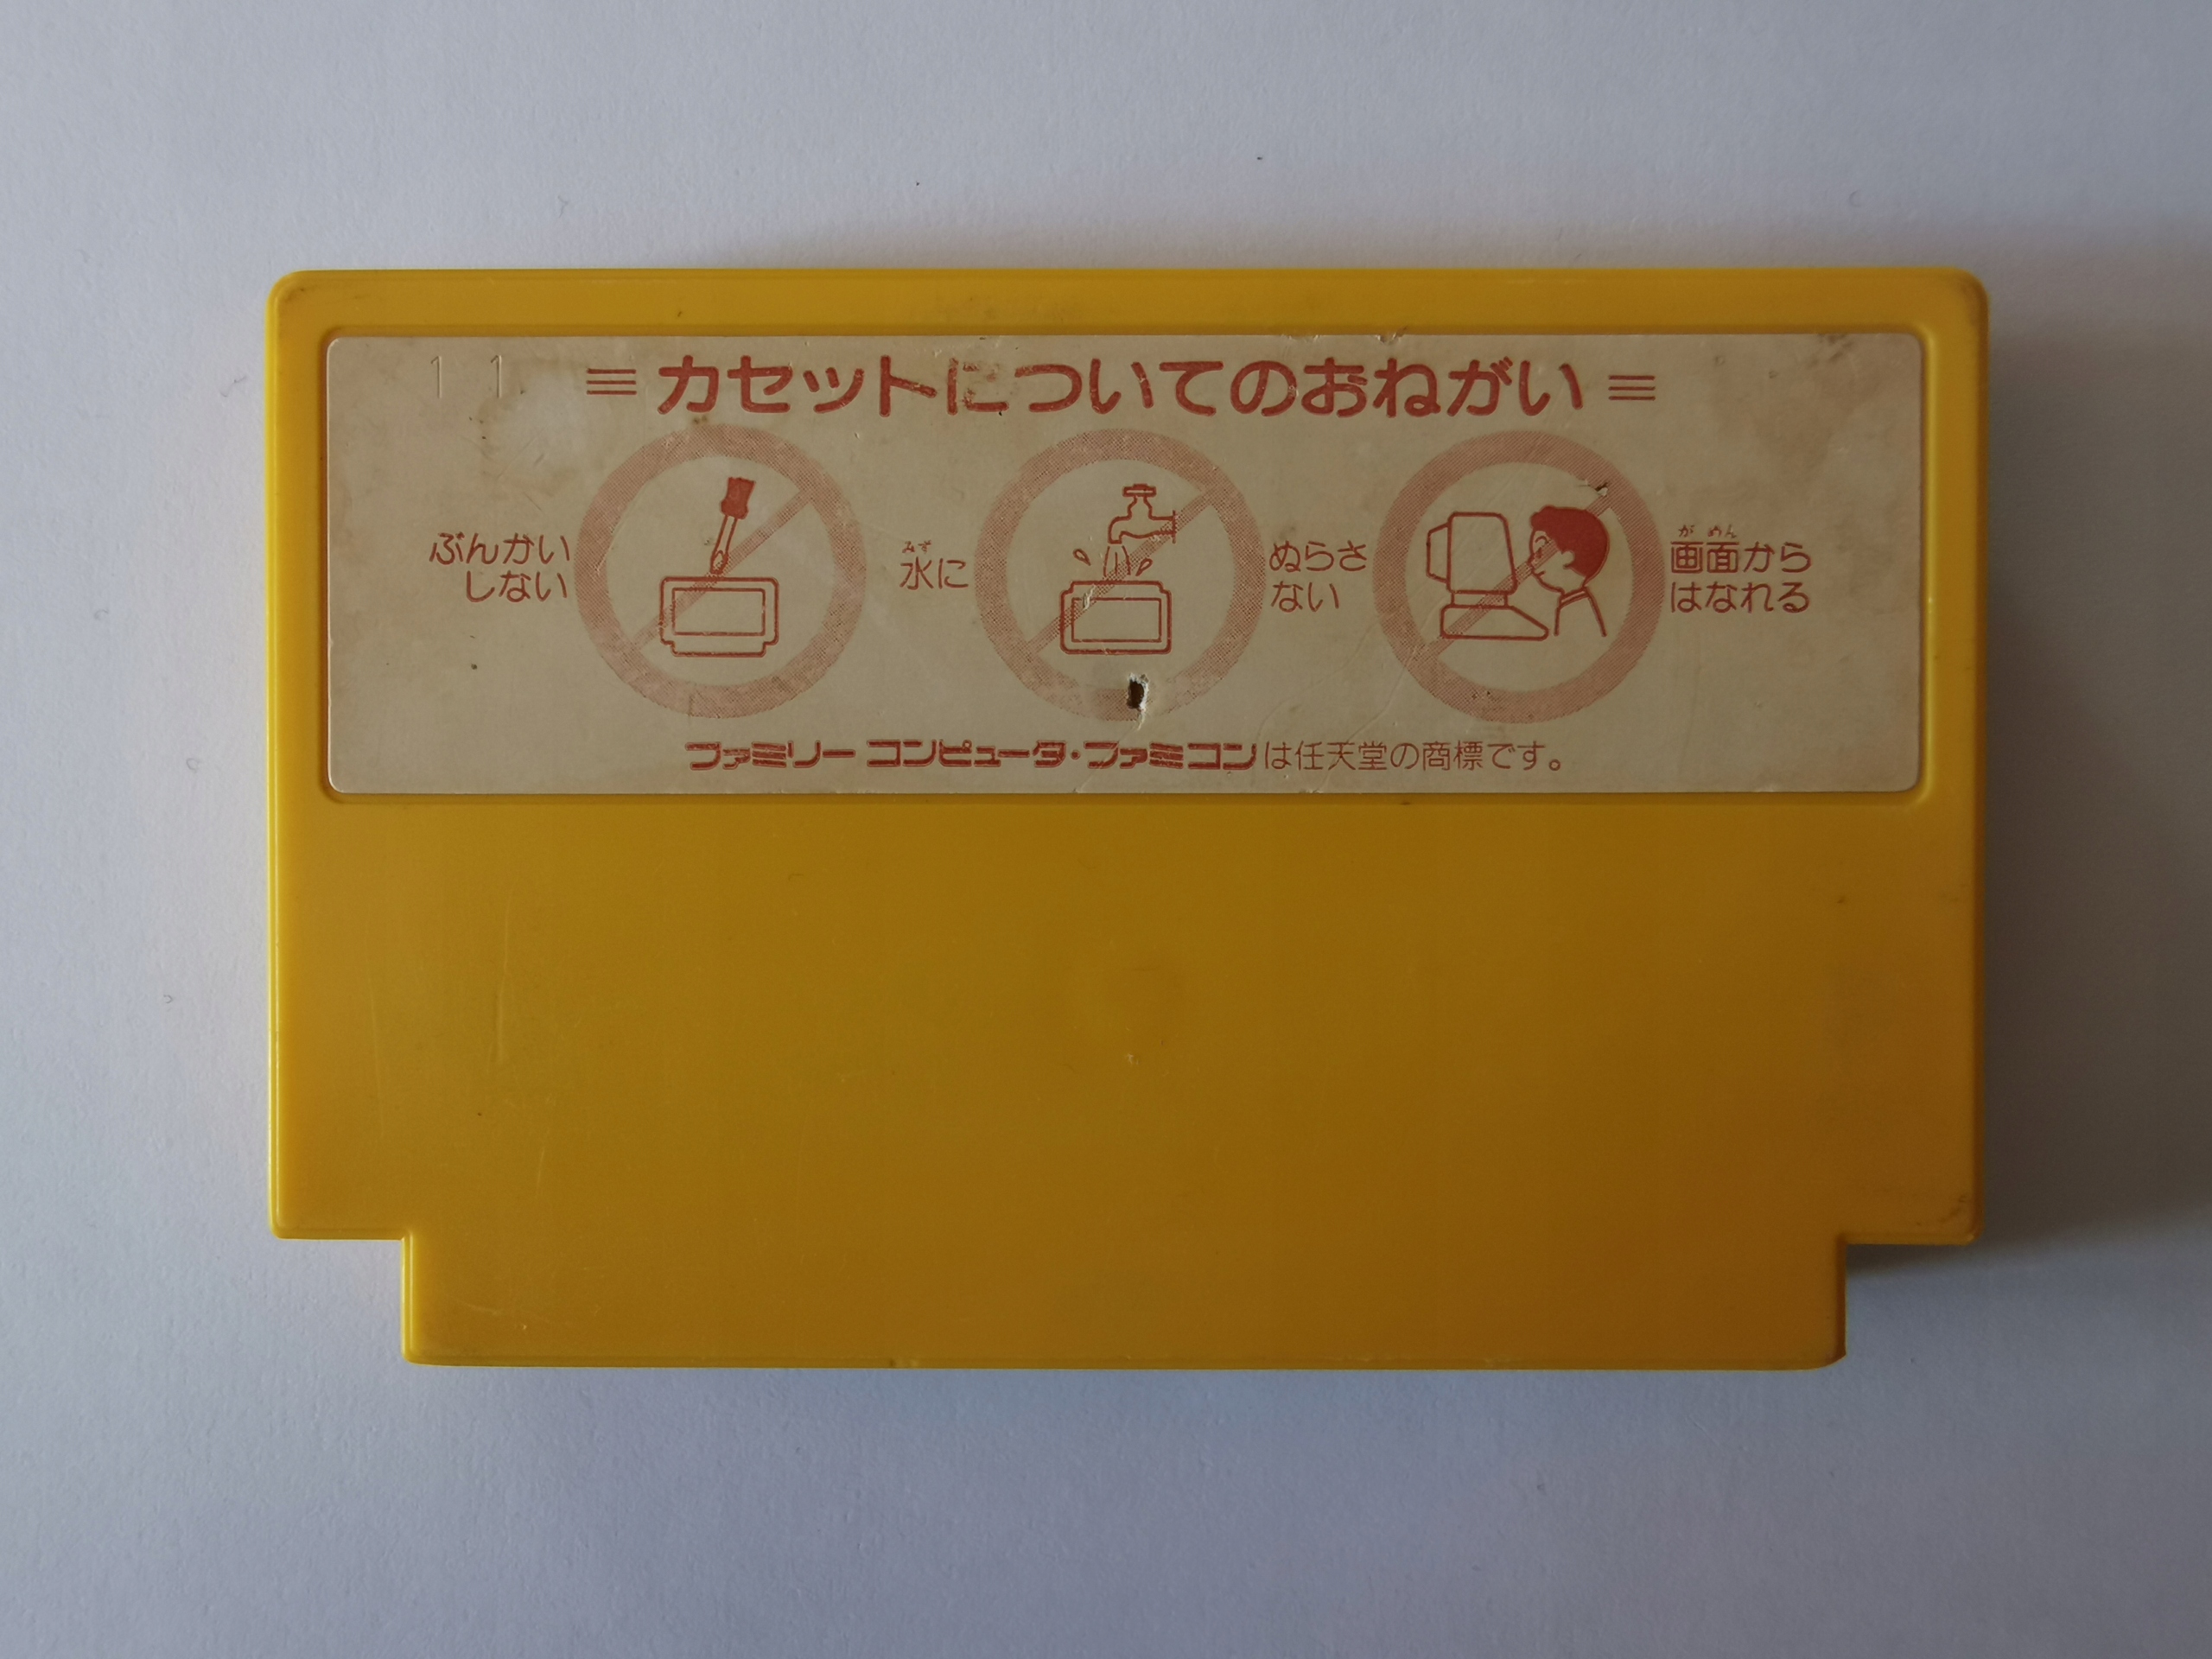 1 1
カセットについてのおねがい
ぶんかい
しない
みず
水に
ぬらさ
ない
がめん
画面から
はなれる
ファミリー コンピュータ・ファミコンは任天堂の商標です。